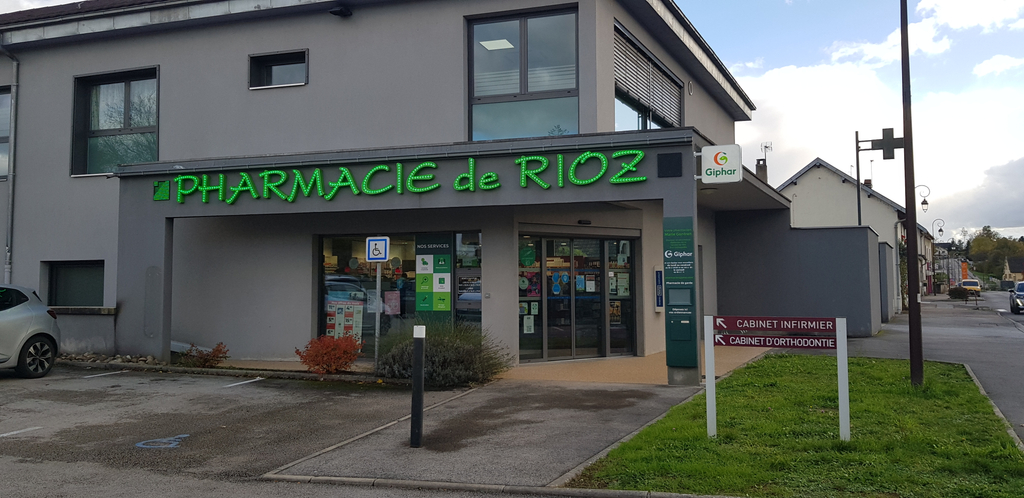 PHARMACIE de RIOZ
Giphar
NOS SERVICES
Giphar
CABINET INFIRMIER
CABINET D'ORTHODONTIE